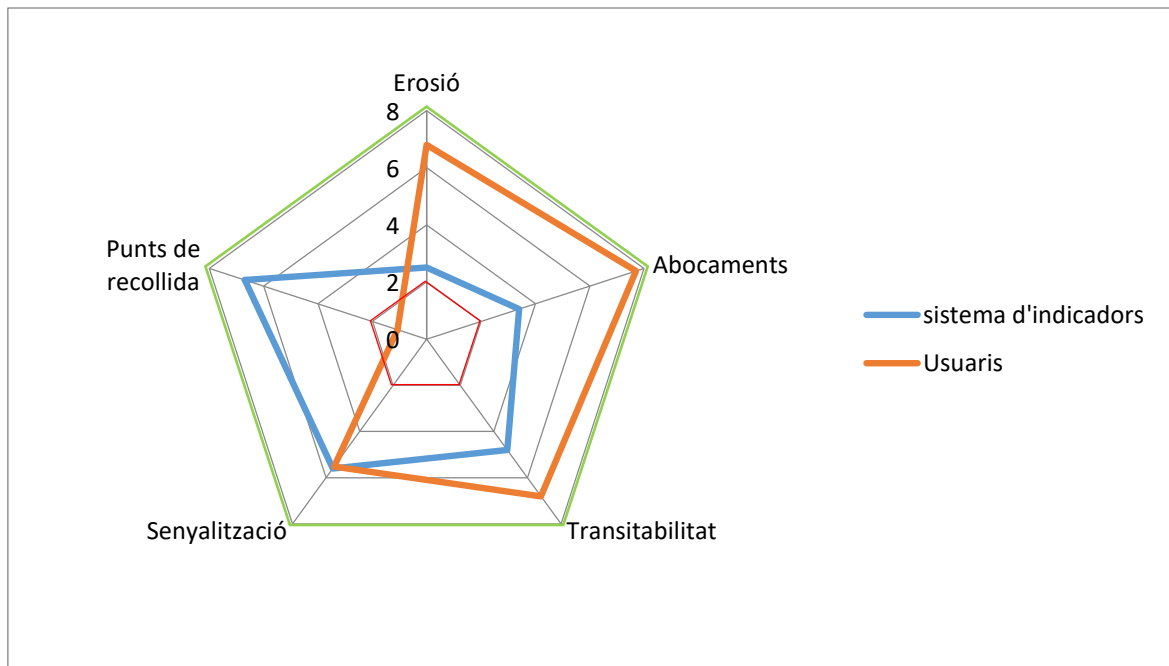 Erosió
8
6
4
2
0
Punts de
recollida
Abocaments
Senyalització
Transitabilitat
sistema d'indicadors
Usuaris